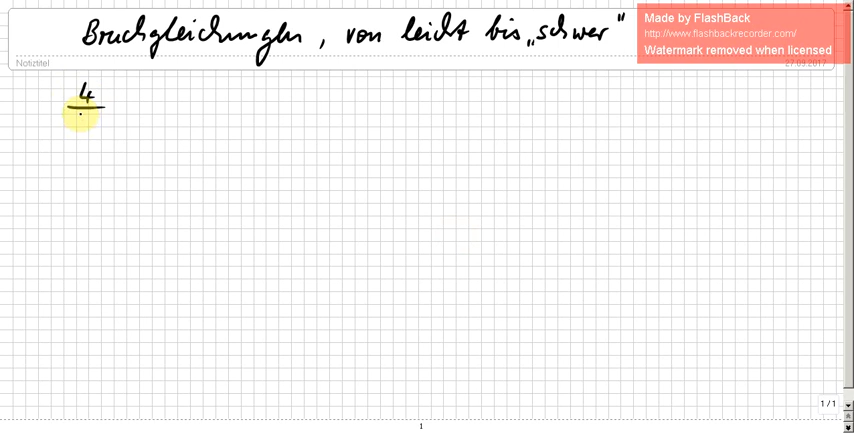 Bruchgleichungen, von leicht bis „schwer"
Made by FlashBack
http://www.flashbackrecorder.com/
Watermark removed when licensed
Notiztitel
27.09.2017
4
1 / 1
1